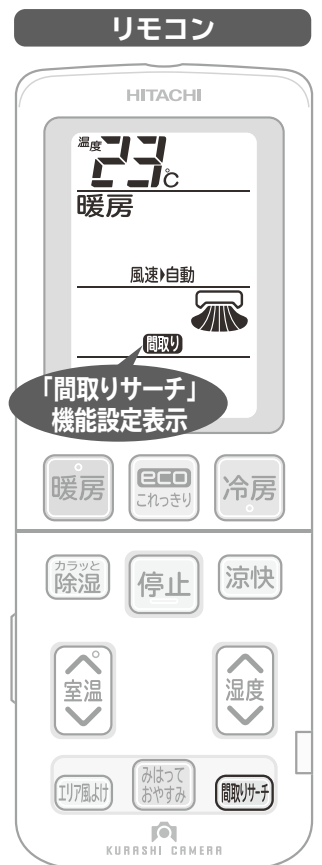 リモコン
HITACHI
温度23℃
暖房
風速▶自動
間取り
「間取りサーチ」
機能設定表示
暖房
eco
これっきり
冷房
カラッと
除湿
停止
涼快
室温
湿度
エリア風よけ
みはって
おやすみ
間取りサーチ
KURASHI CAMERA